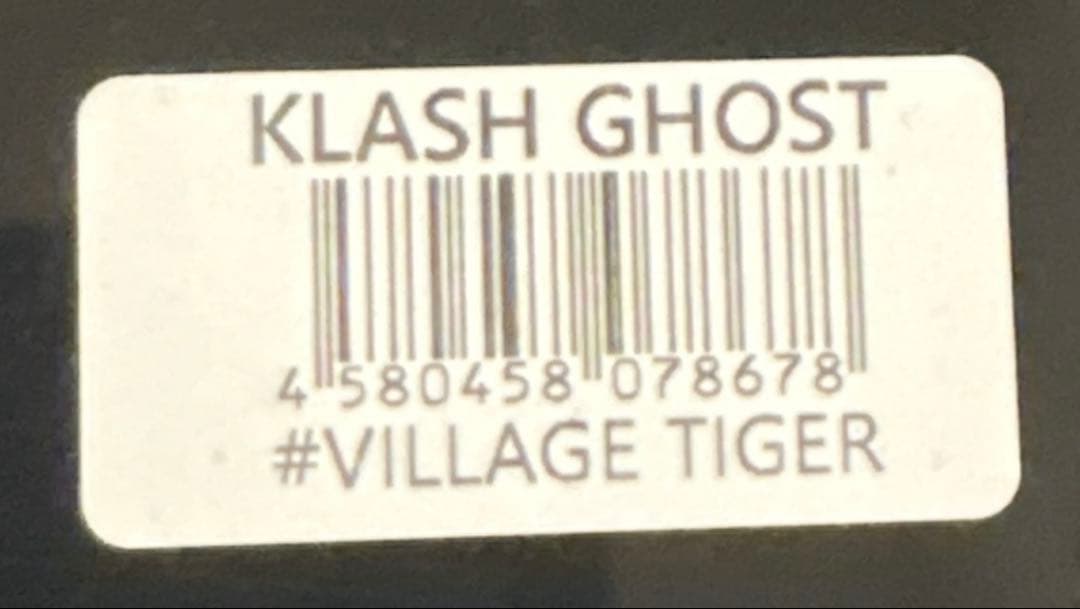 KLASH GHOST
4 580458 078678
#VILLAGE TIGER